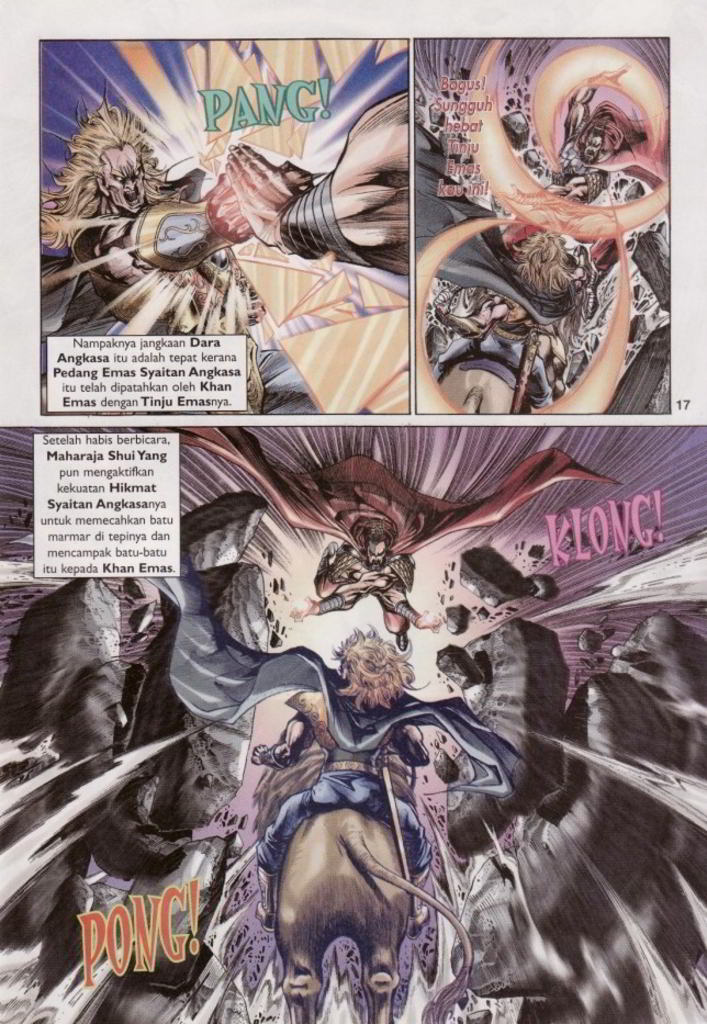 PANG!
Nampaknya jangkaan Dara
Angkasa itu adalah tepat kerana
Pedang Emas Syaitan Angkasa
itu telah dipatahkan oleh Khan
Emas dengan Tinju Emasnya.
Bagus!
Sungguh
hebat
Tinju
Emas
kau ini!
17
Setelah habis berbicara,
Maharaja Shui Yang
pun mengaktifkan
kekuatan Hikmat
Syaitan Angkasanya
untuk memecahkan batu
marmar di tepinya dan
mencampak batu-batu
itu kepada Khan Emas.
KLONG!
PONG!